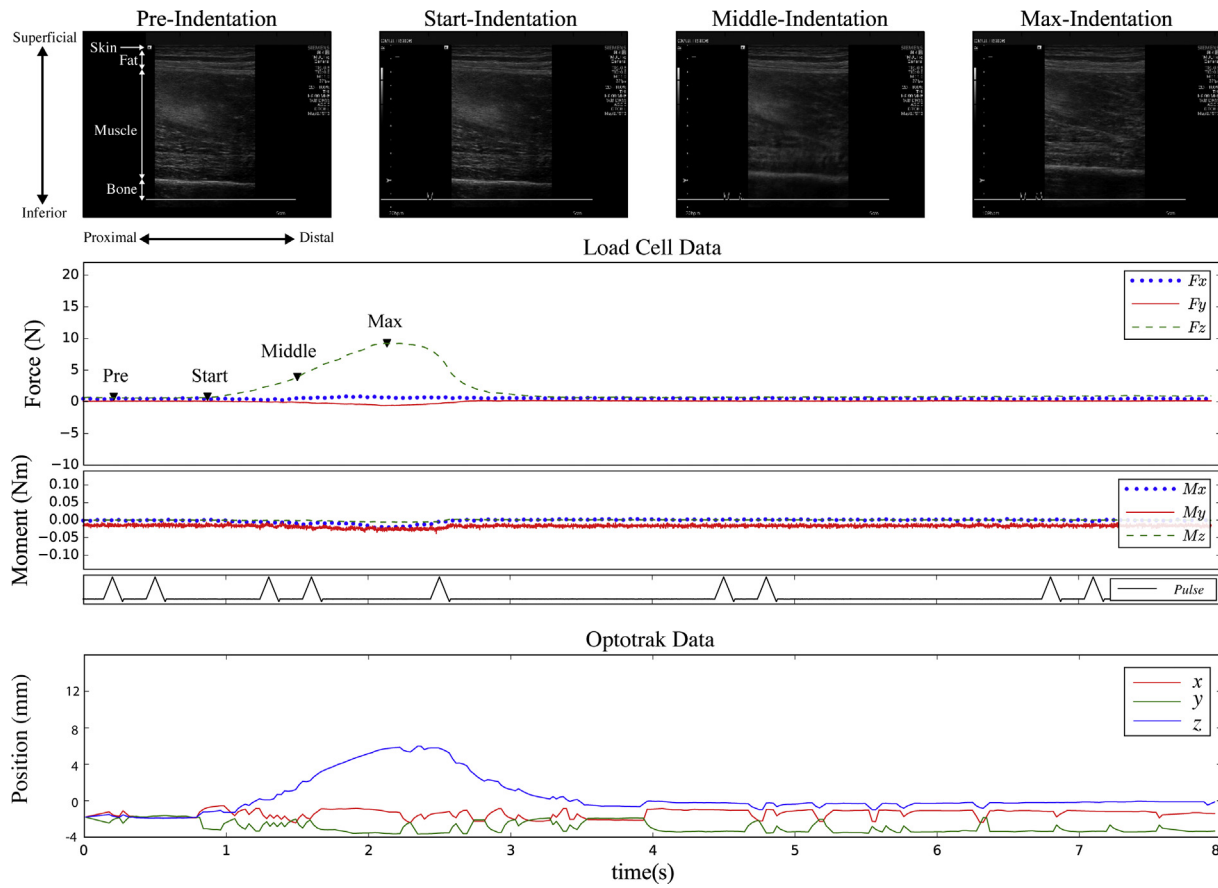 Pre-Indentation Start-Indentation Middle-Indentation Max-Indentation
Superficial
Skin
Fat
Muscle
Bone
Inferior
Proximal Distal
Load Cell Data
Force (N)
20
15
10
5
0
−5
−10
Pre
Start
Middle
Max
Fx
Fy
Fz
Moment (Nm)
0.10
0.05
0.00
−0.05
−0.10
Mx
My
Mz
Pulse
Optotrak Data
Position (mm)
12
8
4
0
−4
x
y
z
0 1 2 3 4 5 6 7 8
time(s)